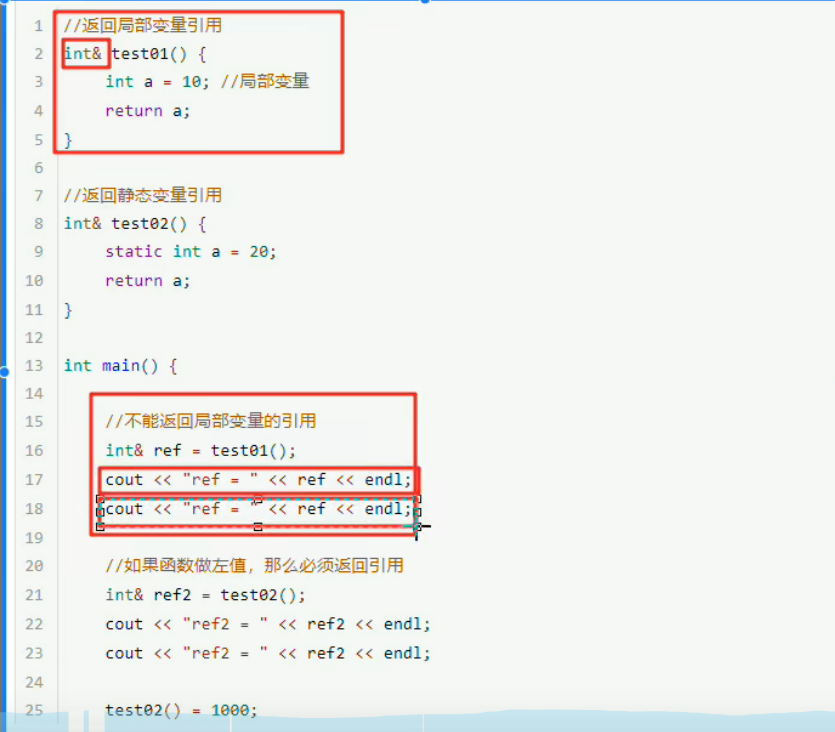 1 //返回局部变量引用
2 int& test01() {
3 int a = 10; //局部变量
4 return a;
5 }
6
7 //返回静态变量引用
8 int& test02() {
9 static int a = 20;
10 return a;
11 }
12
13 int main() {
14
15 //不能返回局部变量的引用
16 int& ref = test01();
17 cout << "ref = " << ref << endl;
18 cout << "ref = " << ref << endl;
19
20 //如果函数做左值，那么必须返回引用
21 int& ref2 = test02();
22 cout << "ref2 = " << ref2 << endl;
23 cout << "ref2 = " << ref2 << endl;
24
25 test02() = 1000;